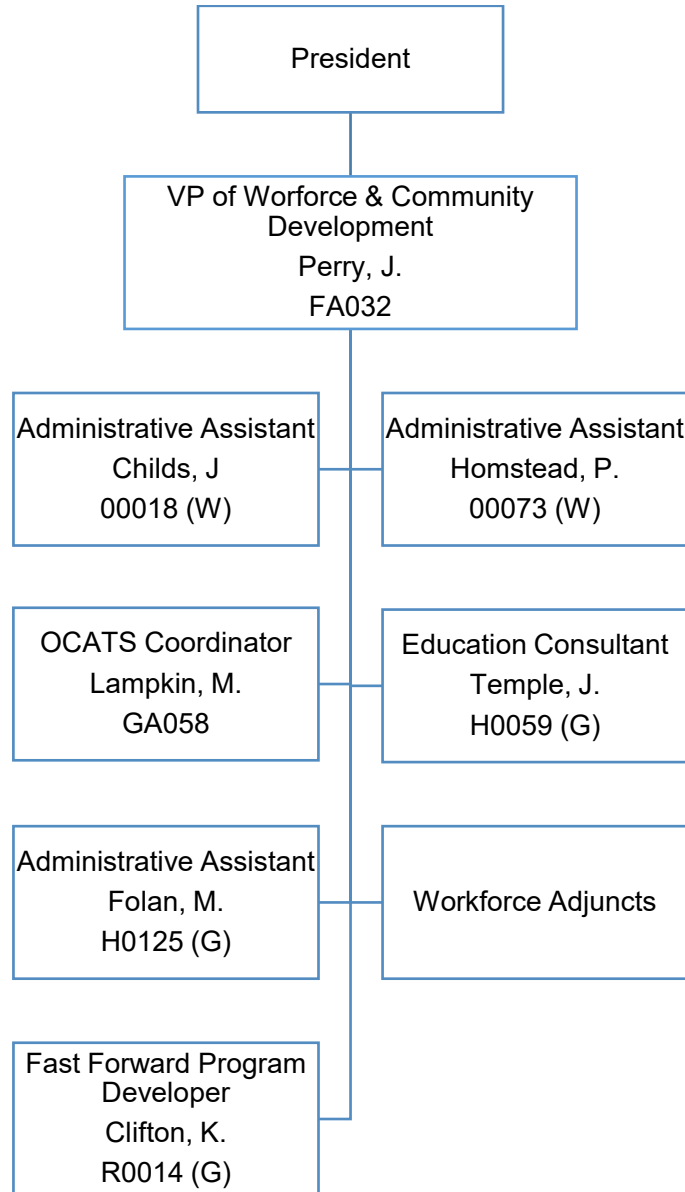 President
VP of Worforce & Community
Development
Perry, J.
FA032
Administrative Assistant
Childs, J
00018 (W)
Administrative Assistant
Homstead, P.
00073 (W)
OCATS Coordinator
Lampkin, M.
GA058
Education Consultant
Temple, J.
H0059 (G)
Administrative Assistant
Folan, M.
H0125 (G)
Workforce Adjuncts
Fast Forward Program
Developer
Clifton, K.
R0014 (G)